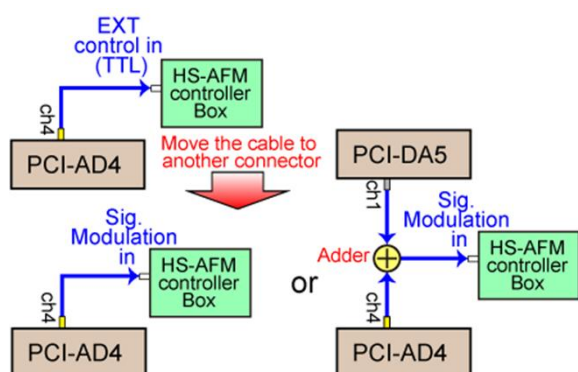 EXT
control in
(TTL)
HS-AFM
controller
Box
ch4
PCI-AD4
Move the cable to
another connector
Sig.
Modulation
in
HS-AFM
controller
Box
ch4
PCI-AD4
or
PCI-DA5
ch1
Sig.
Modulation
in
Adder
HS-AFM
controller
Box
ch4
PCI-AD4